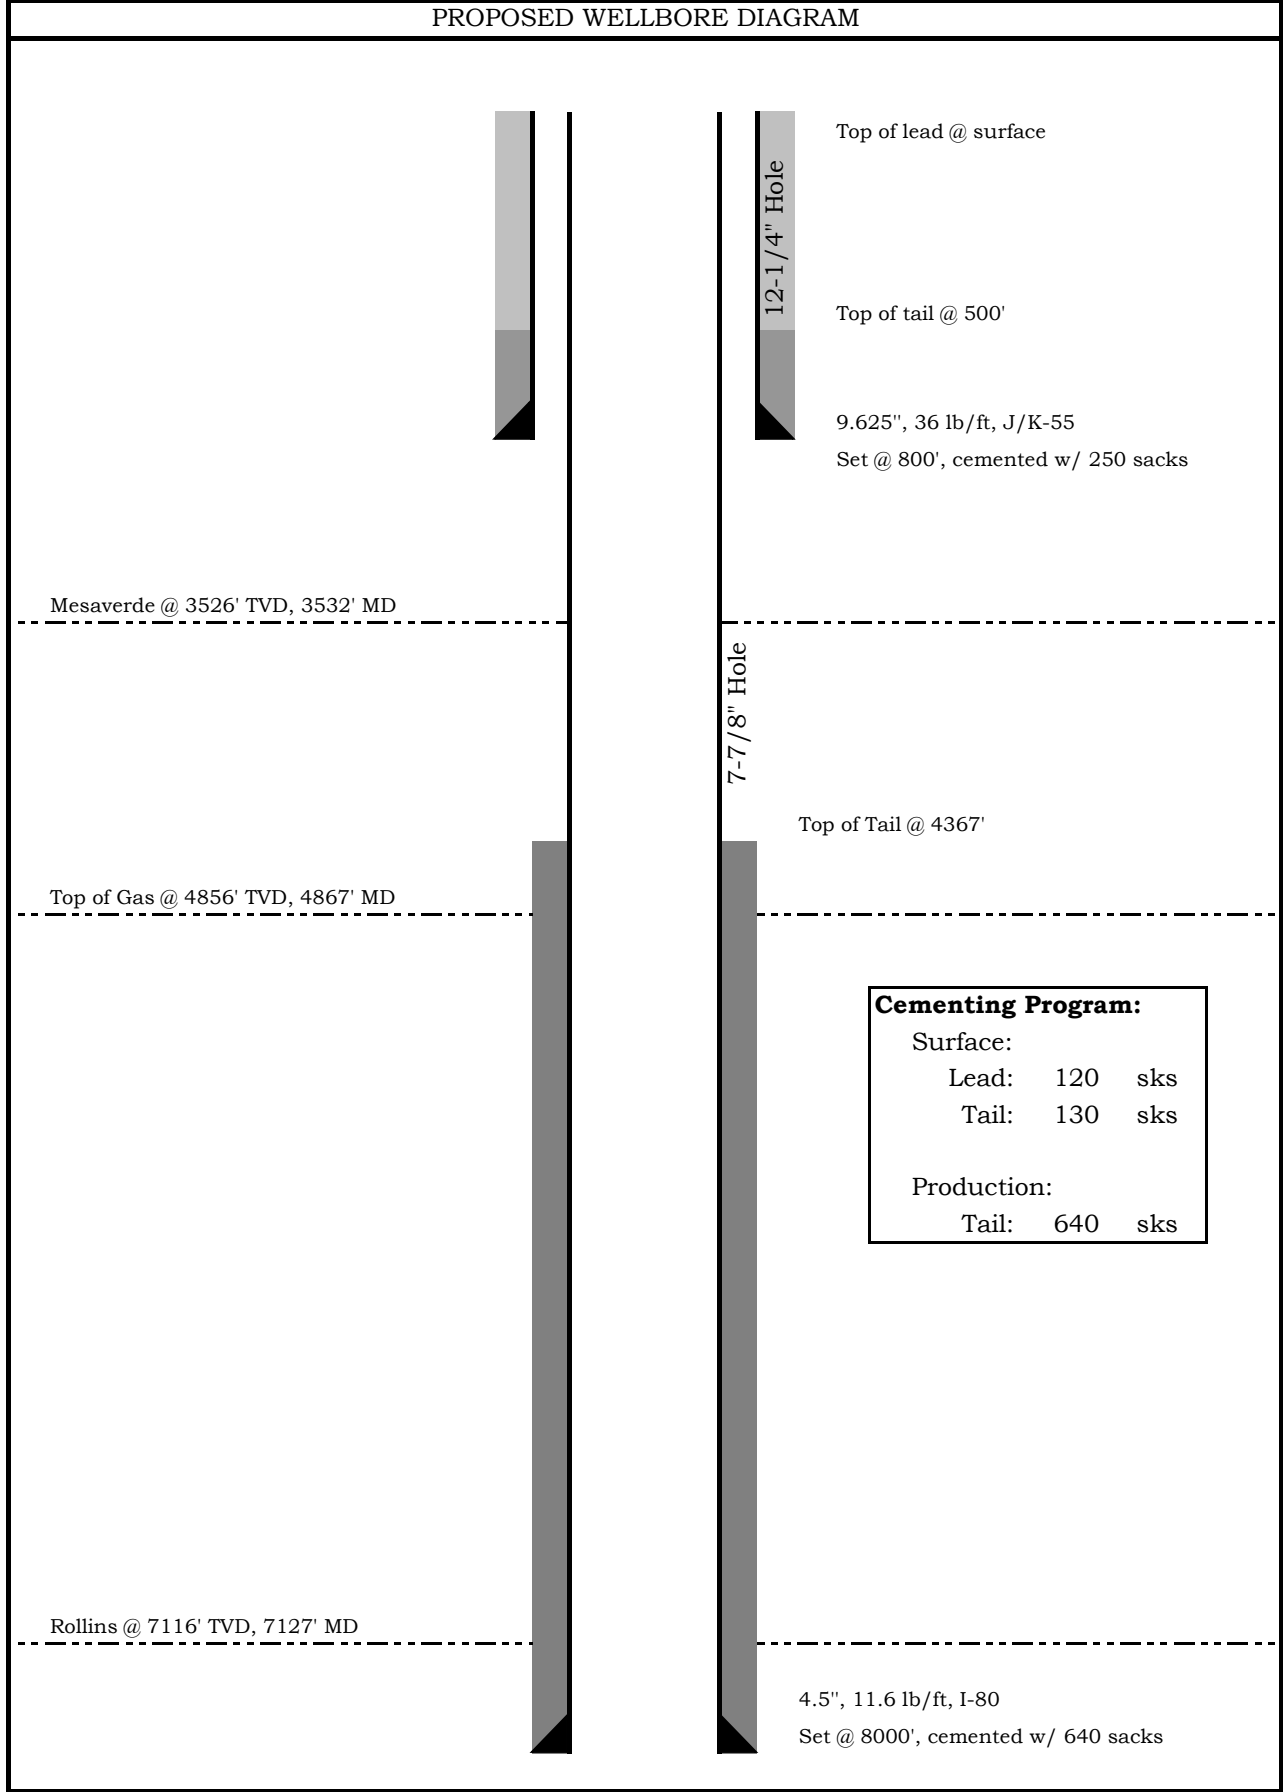 PROPOSED WELLBORE DIAGRAM
Top of lead @ surface
12-1/4" Hole
Top of tail @ 500'
9.625'', 36 lb/ft, J/K-55
Set @ 800', cemented w/ 250 sacks
Mesaverde @ 3526' TVD, 3532' MD
7-7/8" Hole
Top of Tail @ 4367'
Top of Gas @ 4856' TVD, 4867' MD
Cementing Program:
Surface:
Lead: 120 sks
Tail: 130 sks
Production:
Tail: 640 sks
Rollins @ 7116' TVD, 7127' MD
4.5'', 11.6 lb/ft, I-80
Set @ 8000', cemented w/ 640 sacks